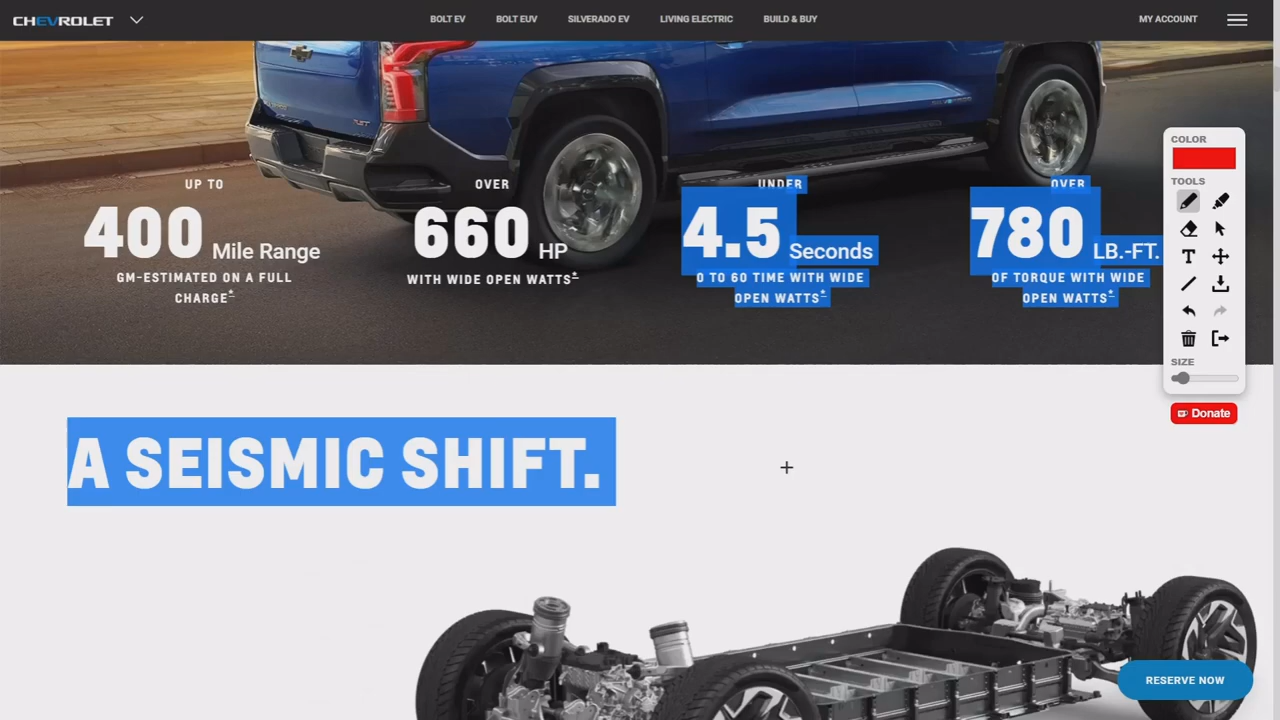 CHEVROLET
BOLT EV
BOLT EUV
SILVERADO EV
LIVING ELECTRIC
BUILD & BUY
MY ACCOUNT
UP TO
400 Mile Range
GM-ESTIMATED ON A FULL
CHARGE*
OVER
660 HP
WITH WIDE OPEN WATTS*
UNDER
4.5 Seconds
0 TO 60 TIME WITH WIDE
OPEN WATTS*
OVER
780 LB.-FT.
OF TORQUE WITH WIDE
OPEN WATTS*
COLOR
TOOLS
T
SIZE
Donate
A SEISMIC SHIFT.
RESERVE NOW